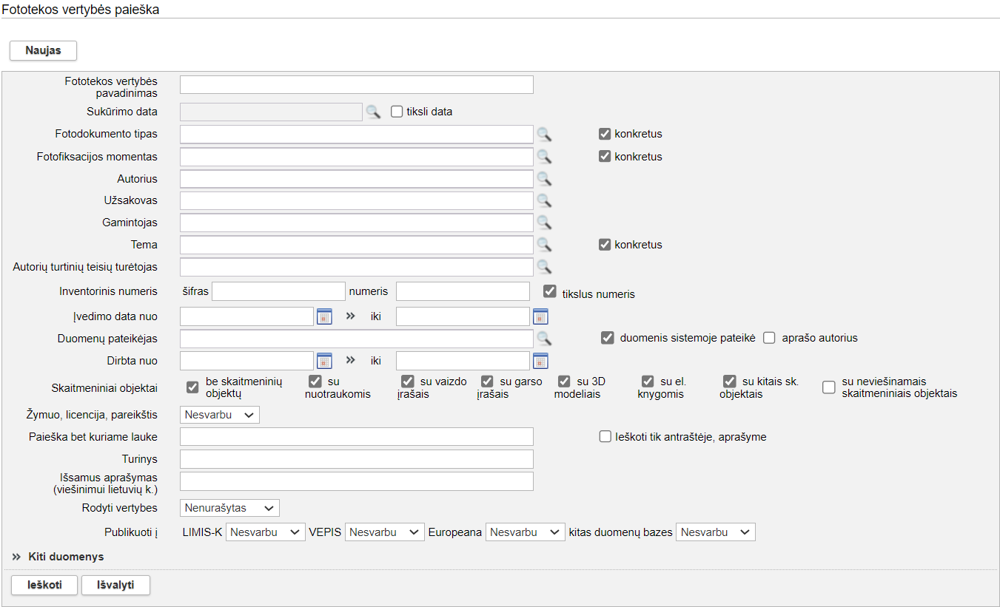 Fototekos vertybės paieška
Naujas
Fototekos vertybės
pavadinimas
Sukūrimo data tiksli data
Fotodokumento tipas konkretus
Fotofiksacijos momentas konkretus
Autorius
Užsakovas
Gamintojas
Tema konkretus
Autorių turtinių teisių turėtojas
Inventorinis numeris šifras numeris tikslus numeris
Įvedimo data nuo » iki
Duomenų pateikėjas duomenis sistemoje pateikė aprašo autorius
Dirbta nuo » iki
Skaitmeniniai objektai be skaitmeninių su su vaizdo su garso su 3D su el. su kitais sk. su neviešinamais
objektų nuotraukomis įrašais įrašais modeliais knygomis objektais skaitmeniniais objektais
Žymuo, licencija, pareikštis Nesvarbu
Paieška bet kuriame lauke Ieškoti tik antraštėje, aprašyme
Turinys
Išsamus aprašymas
(viešinimui lietuvių k.)
Rodyti vertybes Nenurašytas
Publikuoti į LIMIS-K Nesvarbu VEPIS Nesvarbu Europeana Nesvarbu kitas duomenų bazes Nesvarbu
» Kiti duomenys
Ieškoti Išvalyti